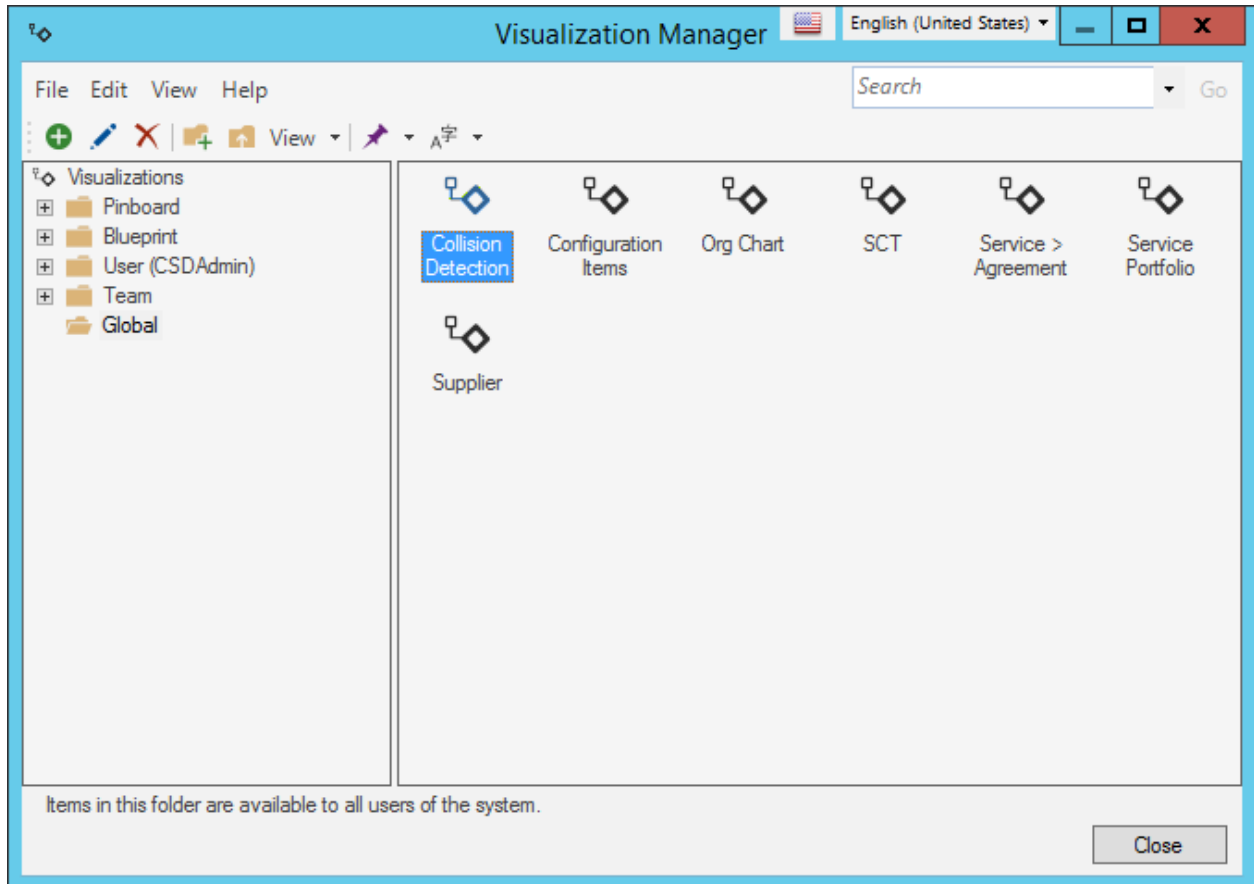 Visualization Manager
English (United States)
X
File Edit View Help
Search
Go
View
A字
Visualizations
Pinboard
Blueprint
User (CSDAdmin)
Team
Global
Collision
Detection
Configuration
Items
Org Chart
SCT
Service >
Agreement
Service
Portfolio
Supplier
Items in this folder are available to all users of the system.
Close